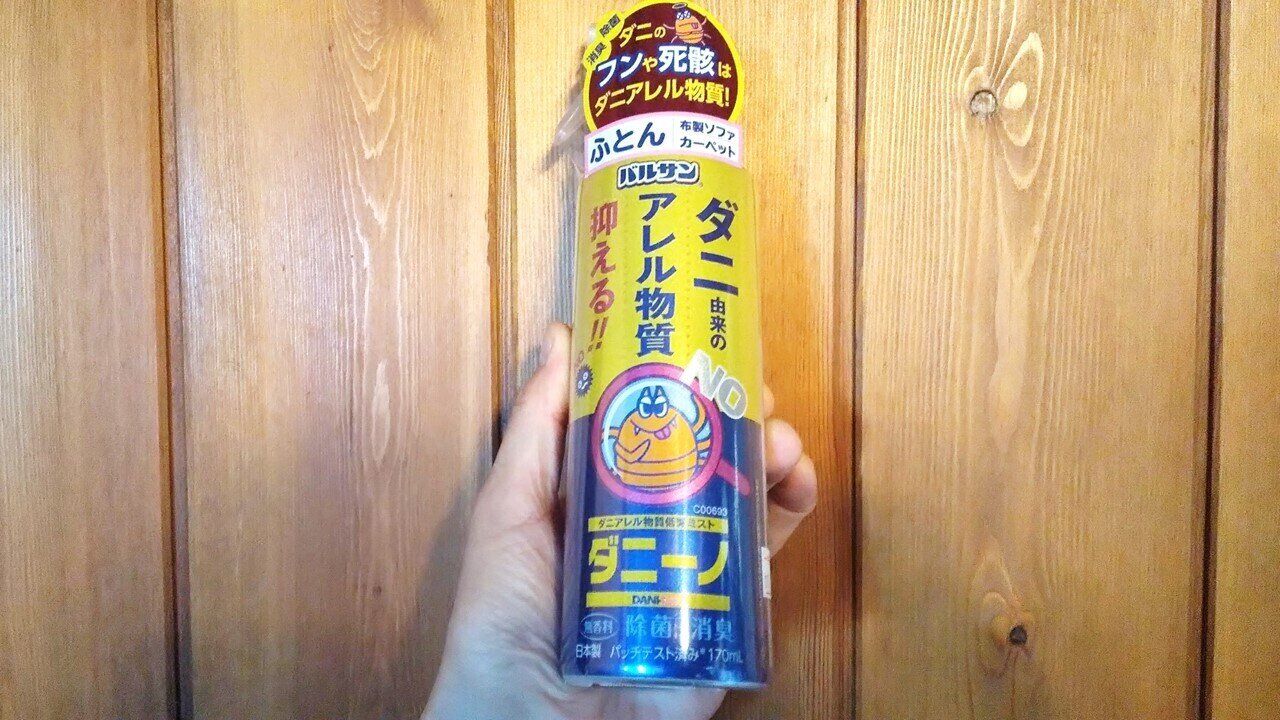 消臭 除菌
ダニの
フンや死骸は
ダニアレル物質!
ふとん
布製ソファ
カーペット
バルサン
ダニ由来の
アレル物質
抑える!!
NO
C00693
ダニアレル物質低減ミスト
ダニーノ
無香料
除菌 消臭
日本製 パッチテスト済み* 170mL